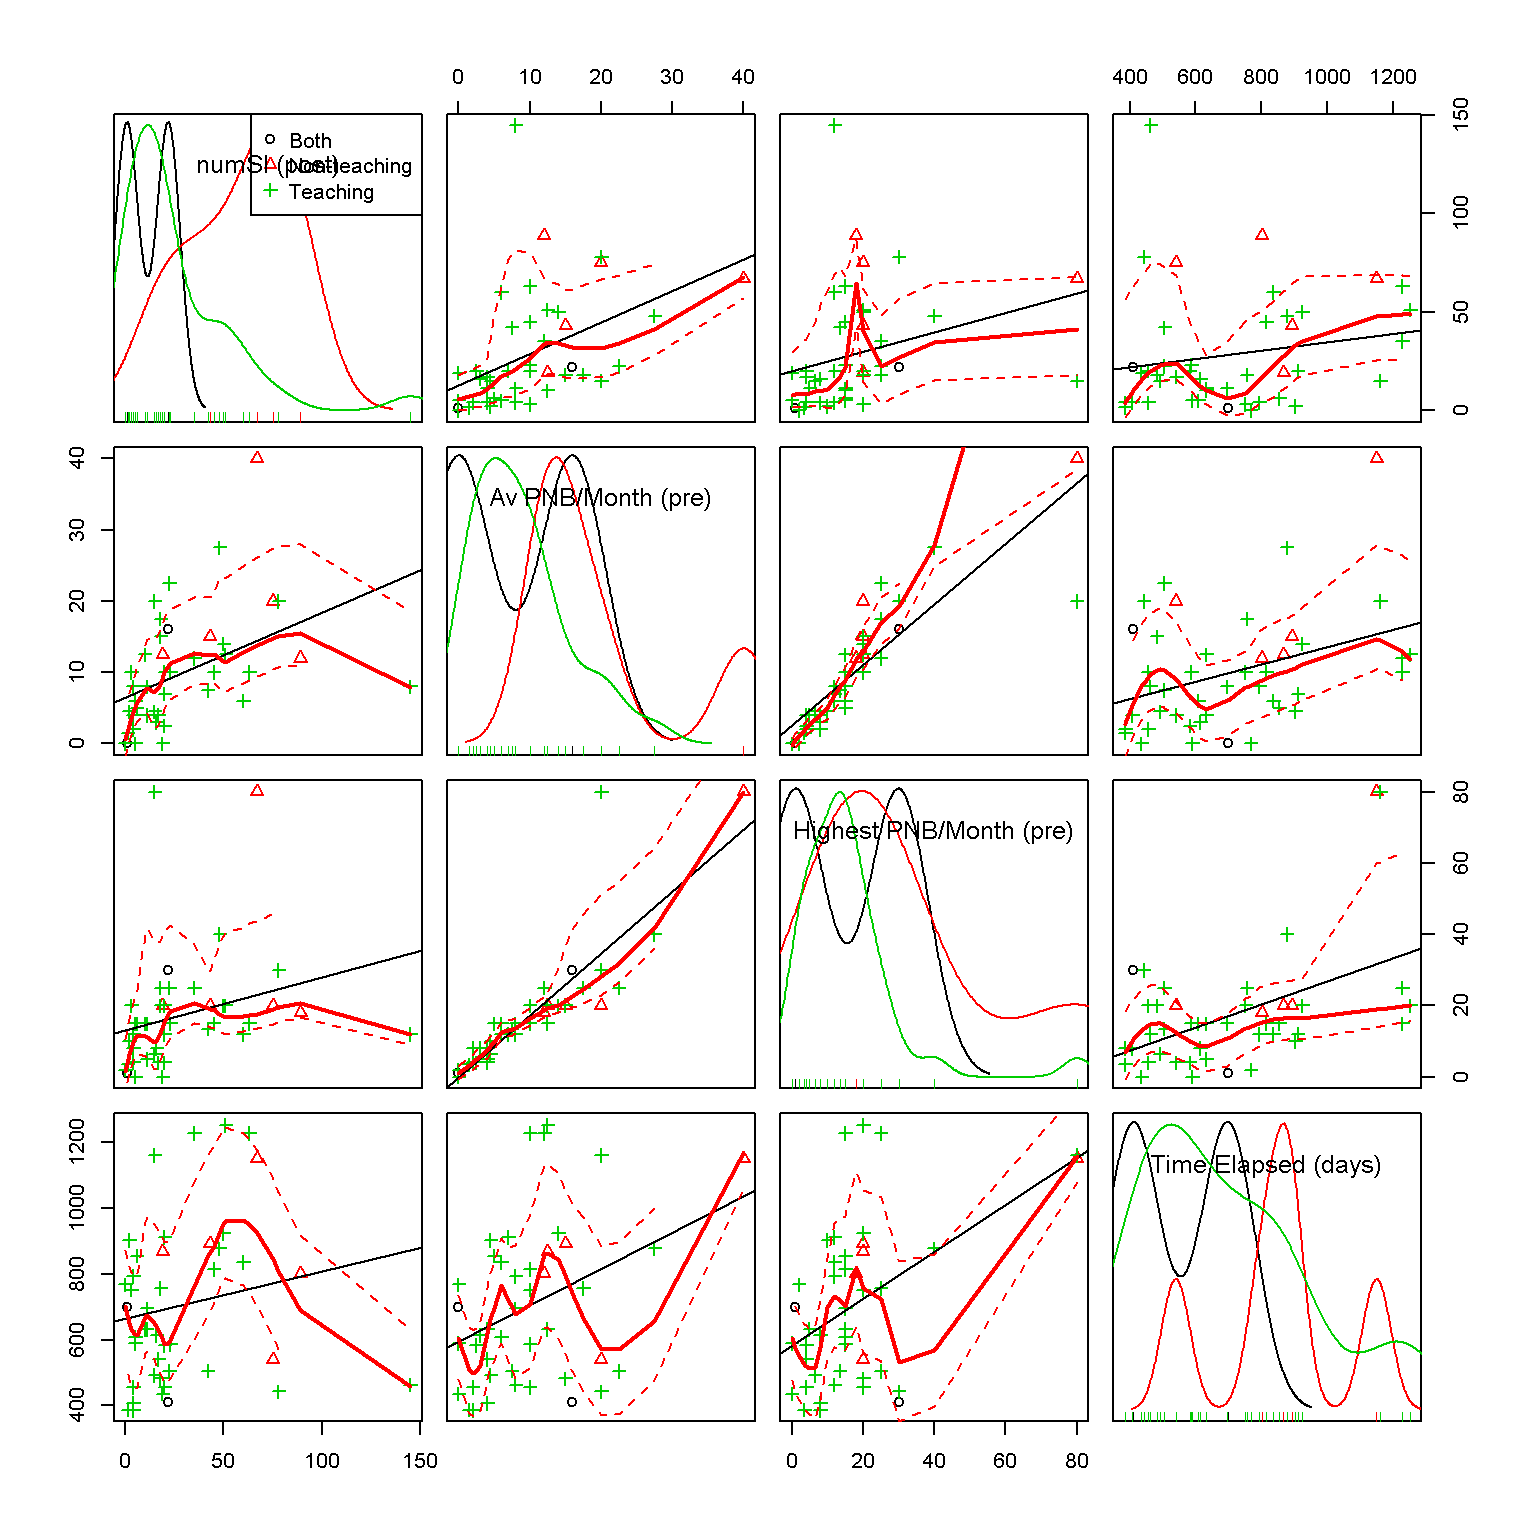 0 10 20 30 40
400 600 800 1000 1200
Both
numSI (post)
Non-teaching
Teaching
0 50 100 150
Av PNB/Month (pre)
0 10 20 30 40
Highest PNB/Month (pre)
0 20 40 60 80
Time Elapsed (days)
400 600 800 1000 1200
0 50 100 150
0 20 40 60 80